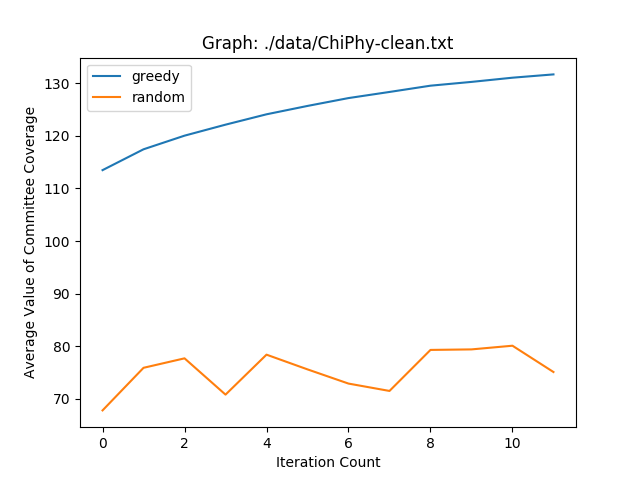 Graph: ./data/ChiPhy-clean.txt
greedy
random
Average Value of Committee Coverage
130
120
110
100
90
80
70
0 2 4 6 8 10
Iteration Count